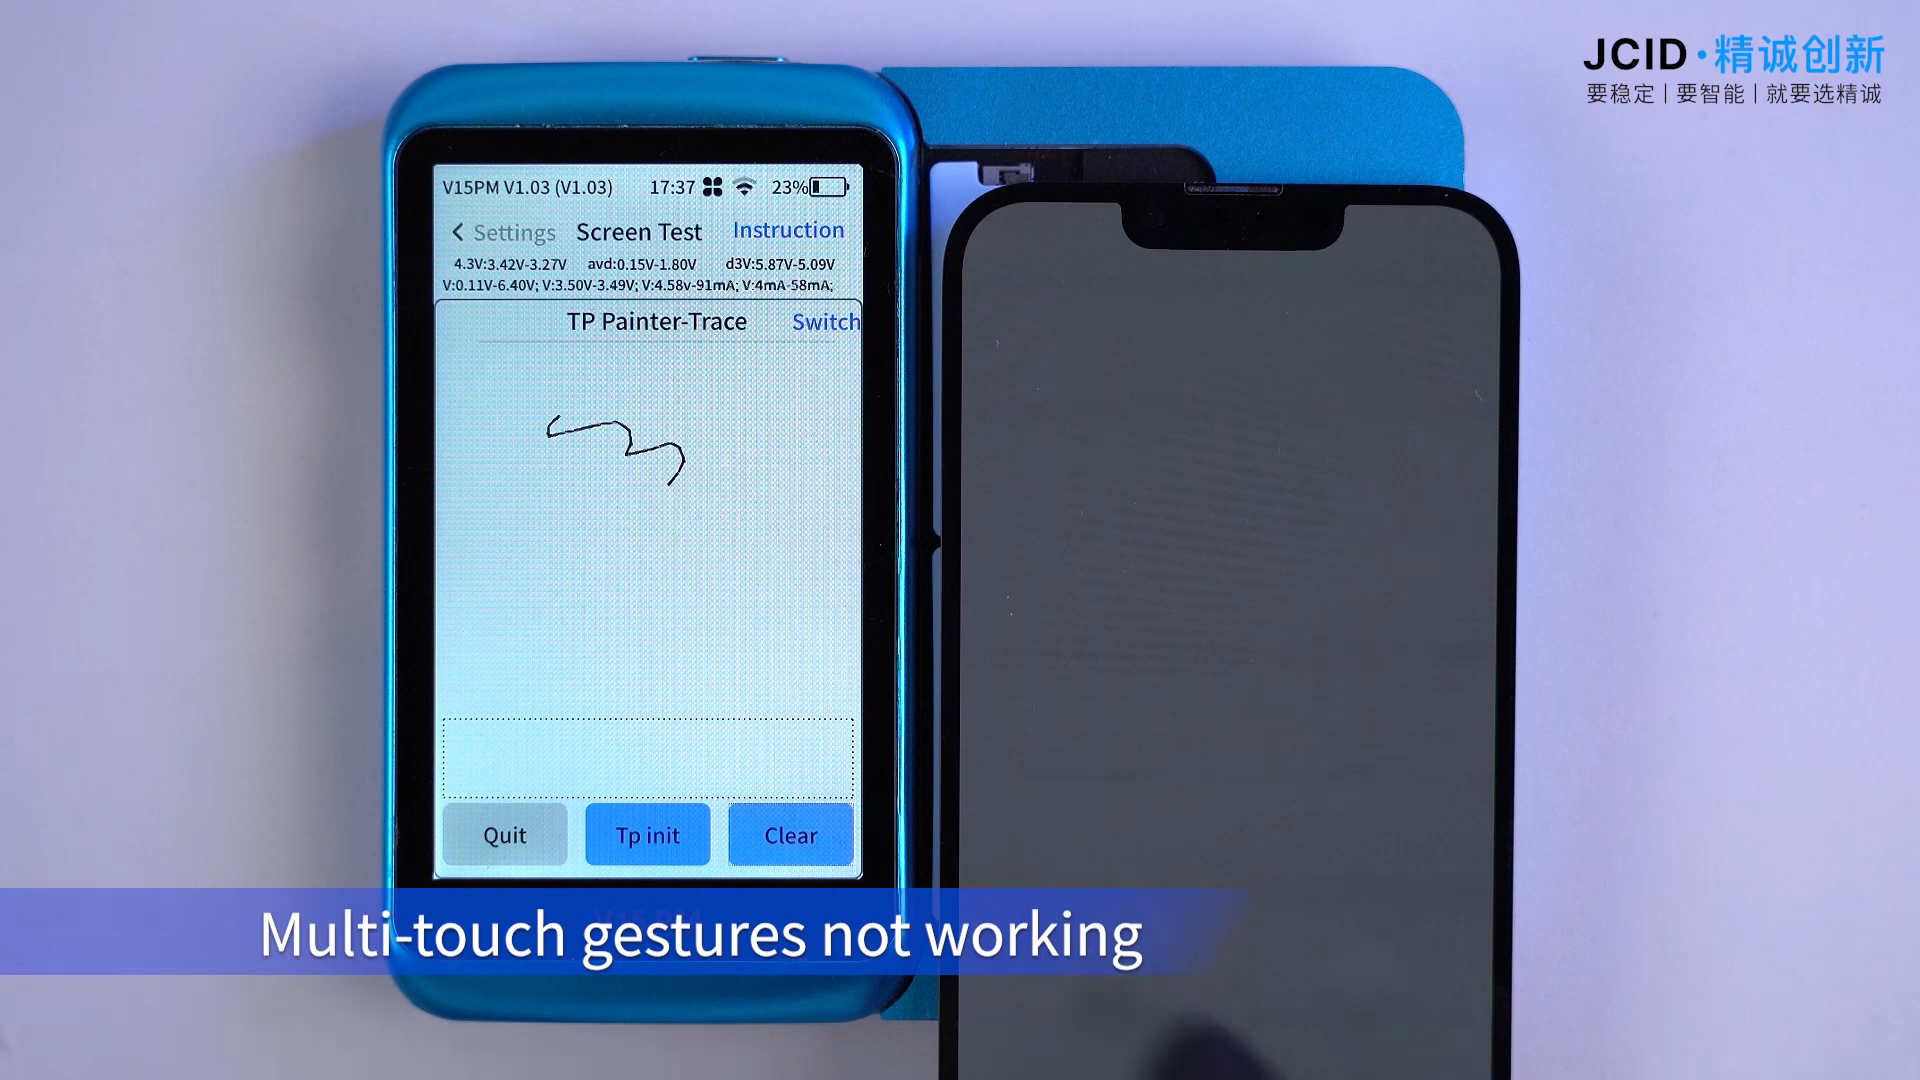 JCID·精诚创新
要稳定 | 要智能 | 就要选精诚
V15PM V1.03 (V1.03) 17:37 23%
Settings Screen Test Instruction
4.3V:3.42V-3.27V avd:0.15V-1.80V d3V:5.87V-5.09V
V:0.11V-6.40V; V:3.50V-3.49V; V:4.58v-91mA; V:4mA-58mA;
TP Painter-Trace Switch
Quit Tp init Clear
Multi-touch gestures not working